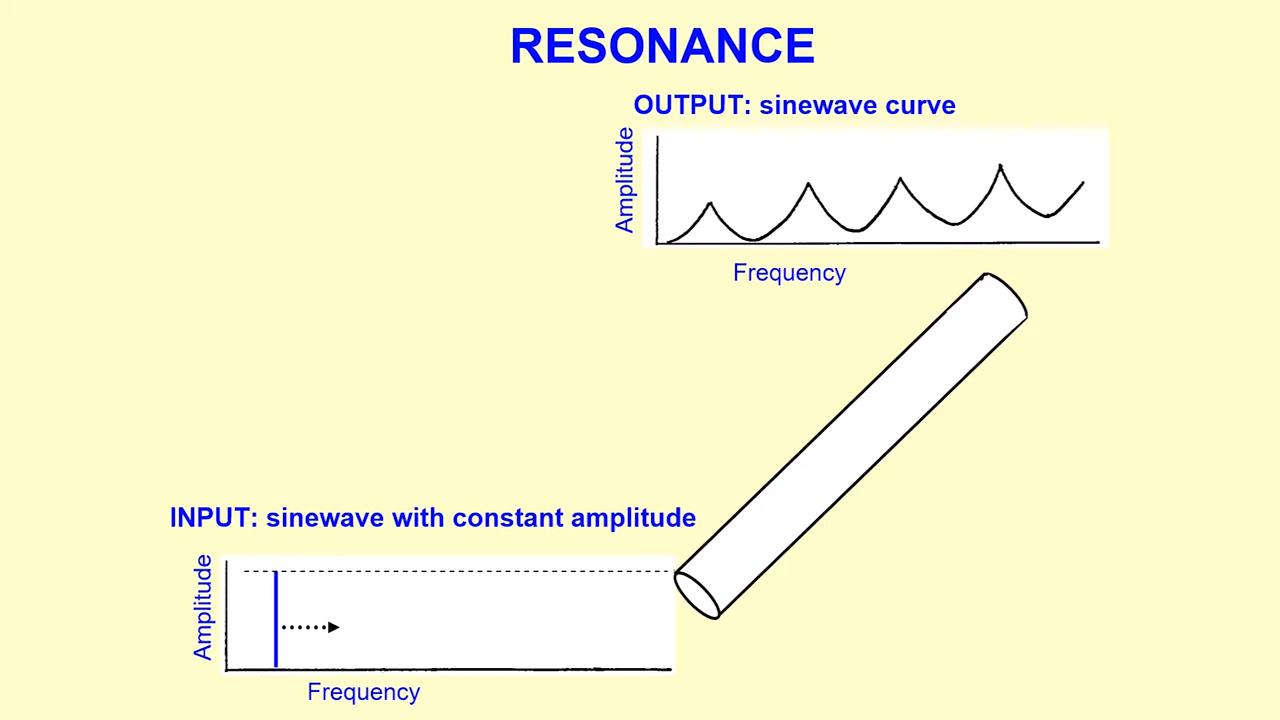 RESONANCE
OUTPUT: sinewave curve
Amplitude
Frequency
INPUT: sinewave with constant amplitude
Amplitude
Frequency